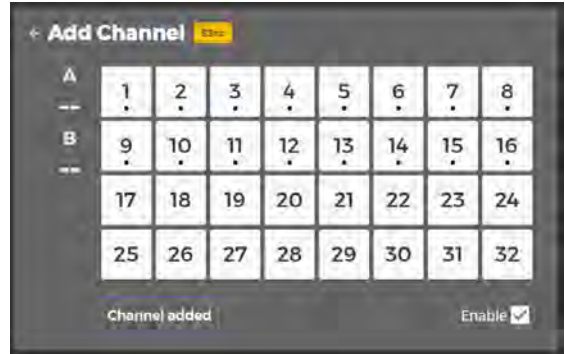 ← Add Channel
A 1 2 3 4 5 6 7 8
--
B 9 10 11 12 13 14 15 16
--
17 18 19 20 21 22 23 24
25 26 27 28 29 30 31 32
Channel added Enable